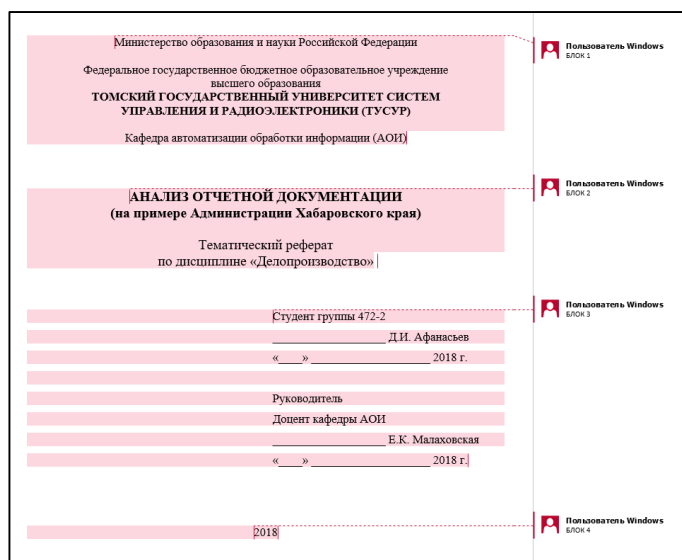 Министерство образования и науки Российской Федерации
Пользователь Windows
БЛОК 1
Федеральное государственное бюджетное образовательное учреждение
высшего образования
ТОМСКИЙ ГОСУДАРСТВЕННЫЙ УНИВЕРСИТЕТ СИСТЕМ
УПРАВЛЕНИЯ И РАДИОЭЛЕКТРОНИКИ (ТУСУР)
Кафедра автоматизации обработки информации (АОИ)
Пользователь Windows
БЛОК 2
АНАЛИЗ ОТЧЕТНОЙ ДОКУМЕНТАЦИИ
(на примере Администрации Хабаровского края)
Тематический реферат
по дисциплине «Делопроизводство»
Пользователь Windows
БЛОК 3
Студент группы 472-2
___________________ Д.И. Афанасьев
«____» ____________________ 2018 г.
Руководитель
Доцент кафедры АОИ
___________________ Е.К. Малаховская
«____» ____________________ 2018 г.
Пользователь Windows
БЛОК 4
2018